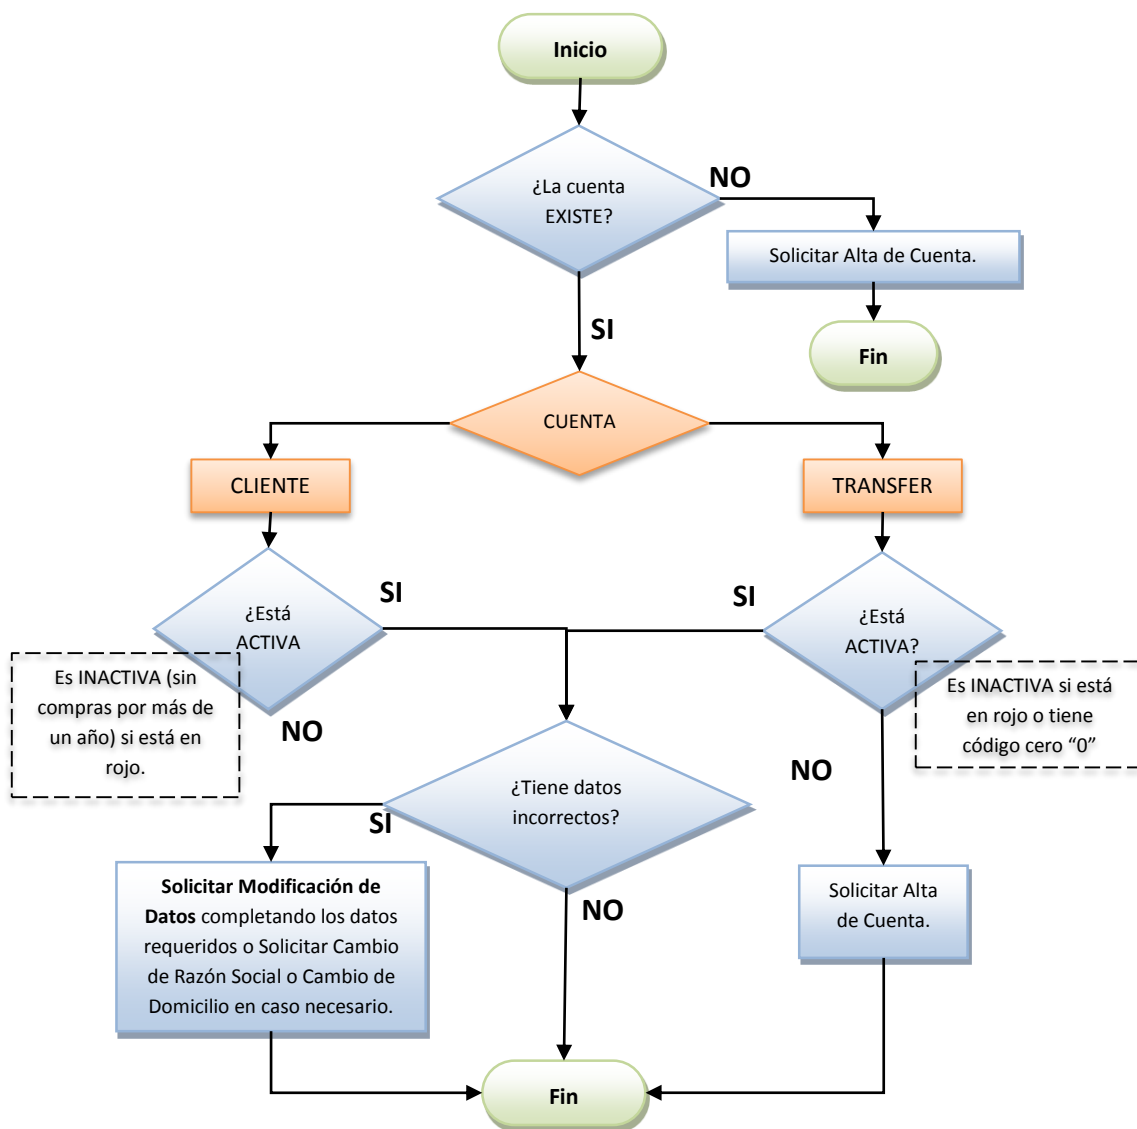 Inicio
¿La cuenta
EXISTE?
NO
Solicitar Alta de Cuenta.
Fin
SI
CUENTA
CLIENTE
TRANSFER
¿Está
ACTIVA
SI
SI
¿Está
ACTIVA?
Es INACTIVA (sin
compras por más de
un año) si está en
rojo.
NO
Es INACTIVA si está
en rojo o tiene
código cero “0”
NO
¿Tiene datos
incorrectos?
SI
NO
Solicitar Modificación de
Datos completando los datos
requeridos o Solicitar Cambio
de Razón Social o Cambio de
Domicilio en caso necesario.
Solicitar Alta
de Cuenta.
Fin